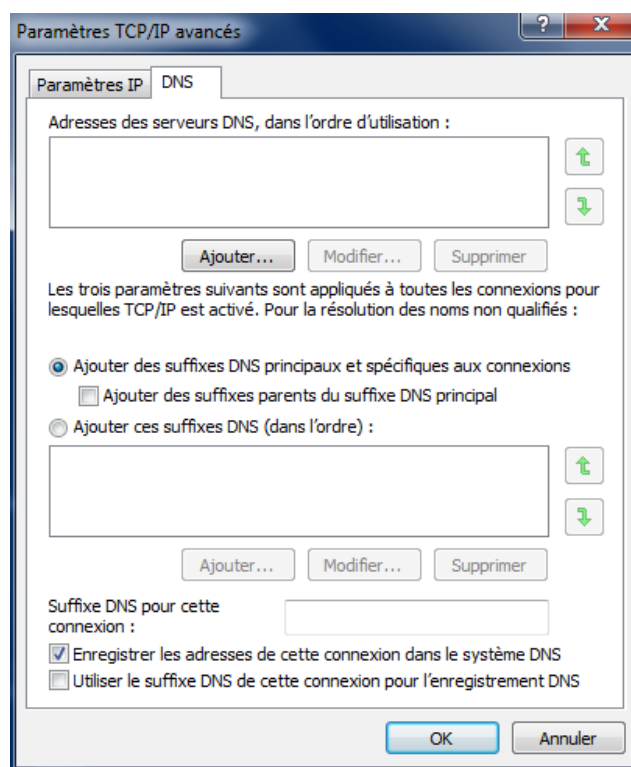 Paramètres TCP/IP avancés
?
x
Paramètres IP
DNS
Adresses des serveurs DNS, dans l'ordre d'utilisation :
Ajouter...
Modifier...
Supprimer
Les trois paramètres suivants sont appliqués à toutes les connexions pour
lesquelles TCP/IP est activé. Pour la résolution des noms non qualifiés :
Ajouter des suffixes DNS principaux et spécifiques aux connexions
Ajouter des suffixes parents du suffixe DNS principal
Ajouter ces suffixes DNS (dans l'ordre) :
Ajouter...
Modifier...
Supprimer
Suffixe DNS pour cette
connexion :
Enregistrer les adresses de cette connexion dans le système DNS
Utiliser le suffixe DNS de cette connexion pour l'enregistrement DNS
OK
Annuler